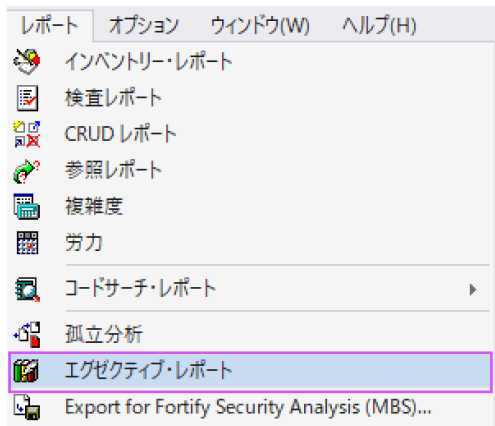 レポート オプション ウィンドウ(W) ヘルプ(H)
インベントリー・レポート
検査レポート
CRUD レポート
参照レポート
複雑度
労力
コードサーチ・レポート
孤立分析
エグゼクティブ・レポート
Export for Fortify Security Analysis (MBS)...